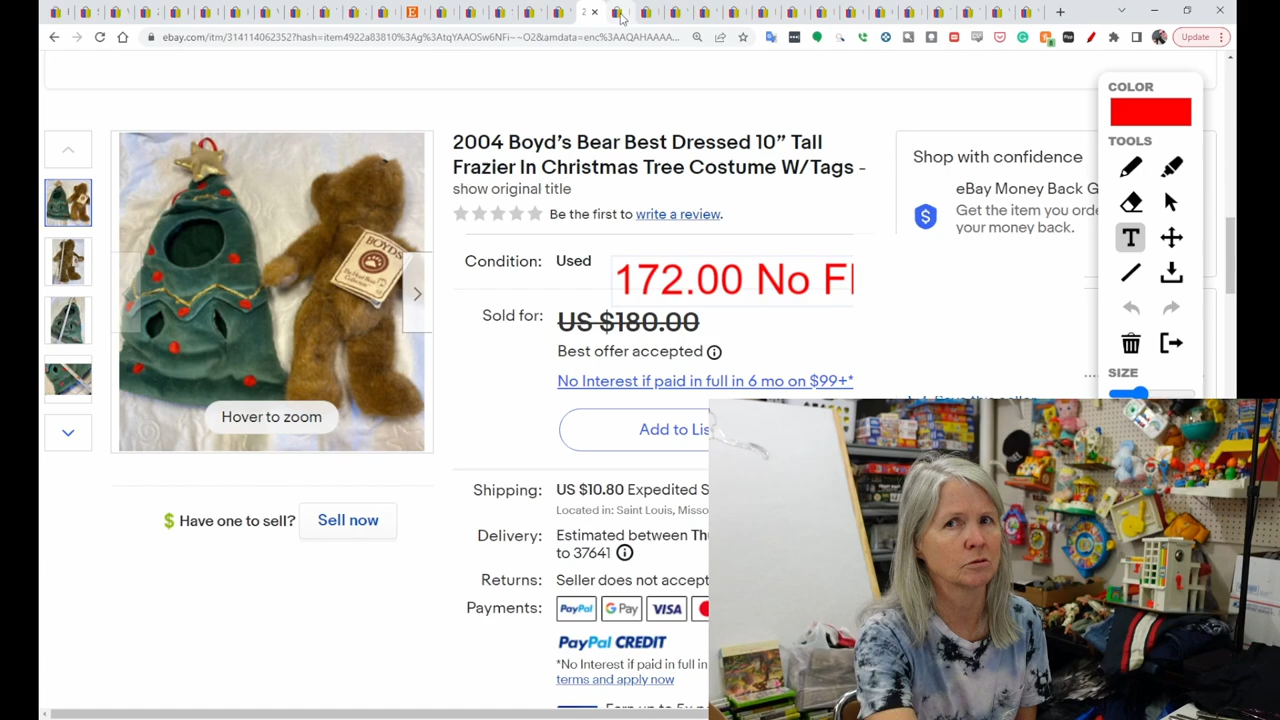 ebay.com/itm/314114062352?hash=item4922a83810%3Ag%3AtqYAAOSw6NFi~~O2&amdata=enc%3AAQAHAAAA...
Update
COLOR
TOOLS
T
SIZE
2004 Boyd's Bear Best Dressed 10” Tall
Frazier In Christmas Tree Costume W/Tags -
show original title
Be the first to write a review.
Condition: Used
172.00 No F
Sold for: US $180.00
Best offer accepted
No Interest if paid in full in 6 mo on $99+*
Add to Lis
Shop with confidence
eBay Money Back G
Get the item you orde
your money back.
BOYDS
Hover to zoom
Have one to sell? Sell now
Shipping: US $10.80 Expedited S
Located in: Saint Louis, Misso
Delivery: Estimated between Th
to 37641
Returns: Seller does not accept
Payments: PayPal G Pay VISA
PayPal CREDIT
*No Interest if paid in full in
terms and apply now